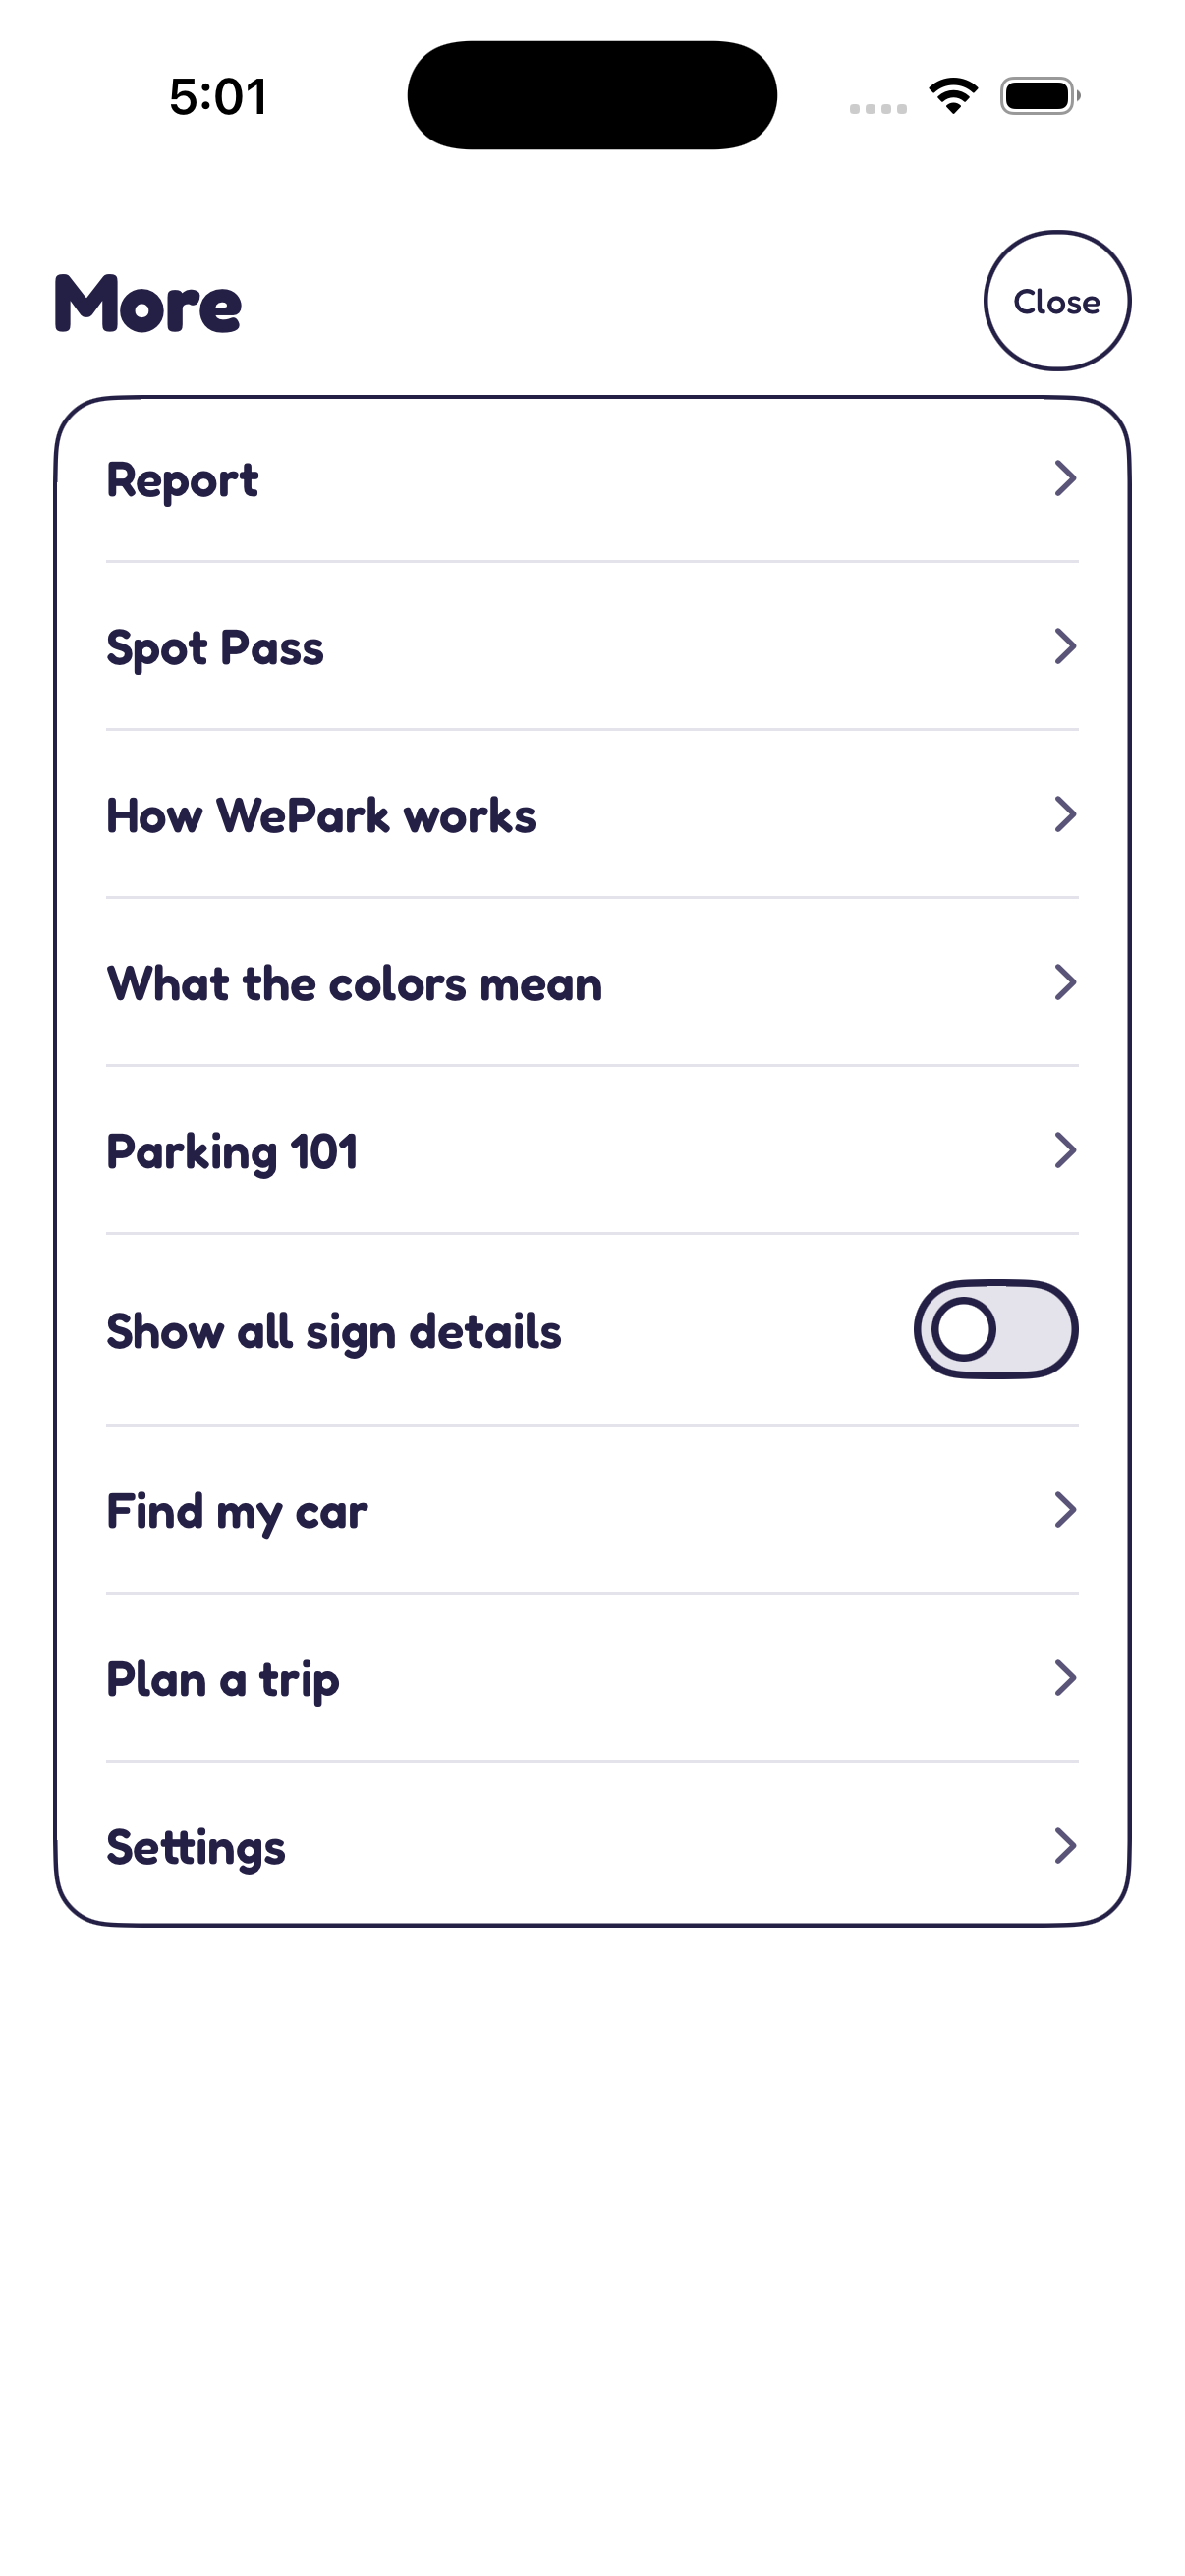 5:01
More
Close
Report
Spot Pass
How WePark works
What the colors mean
Parking 101
Show all sign details
Find my car
Plan a trip
Settings